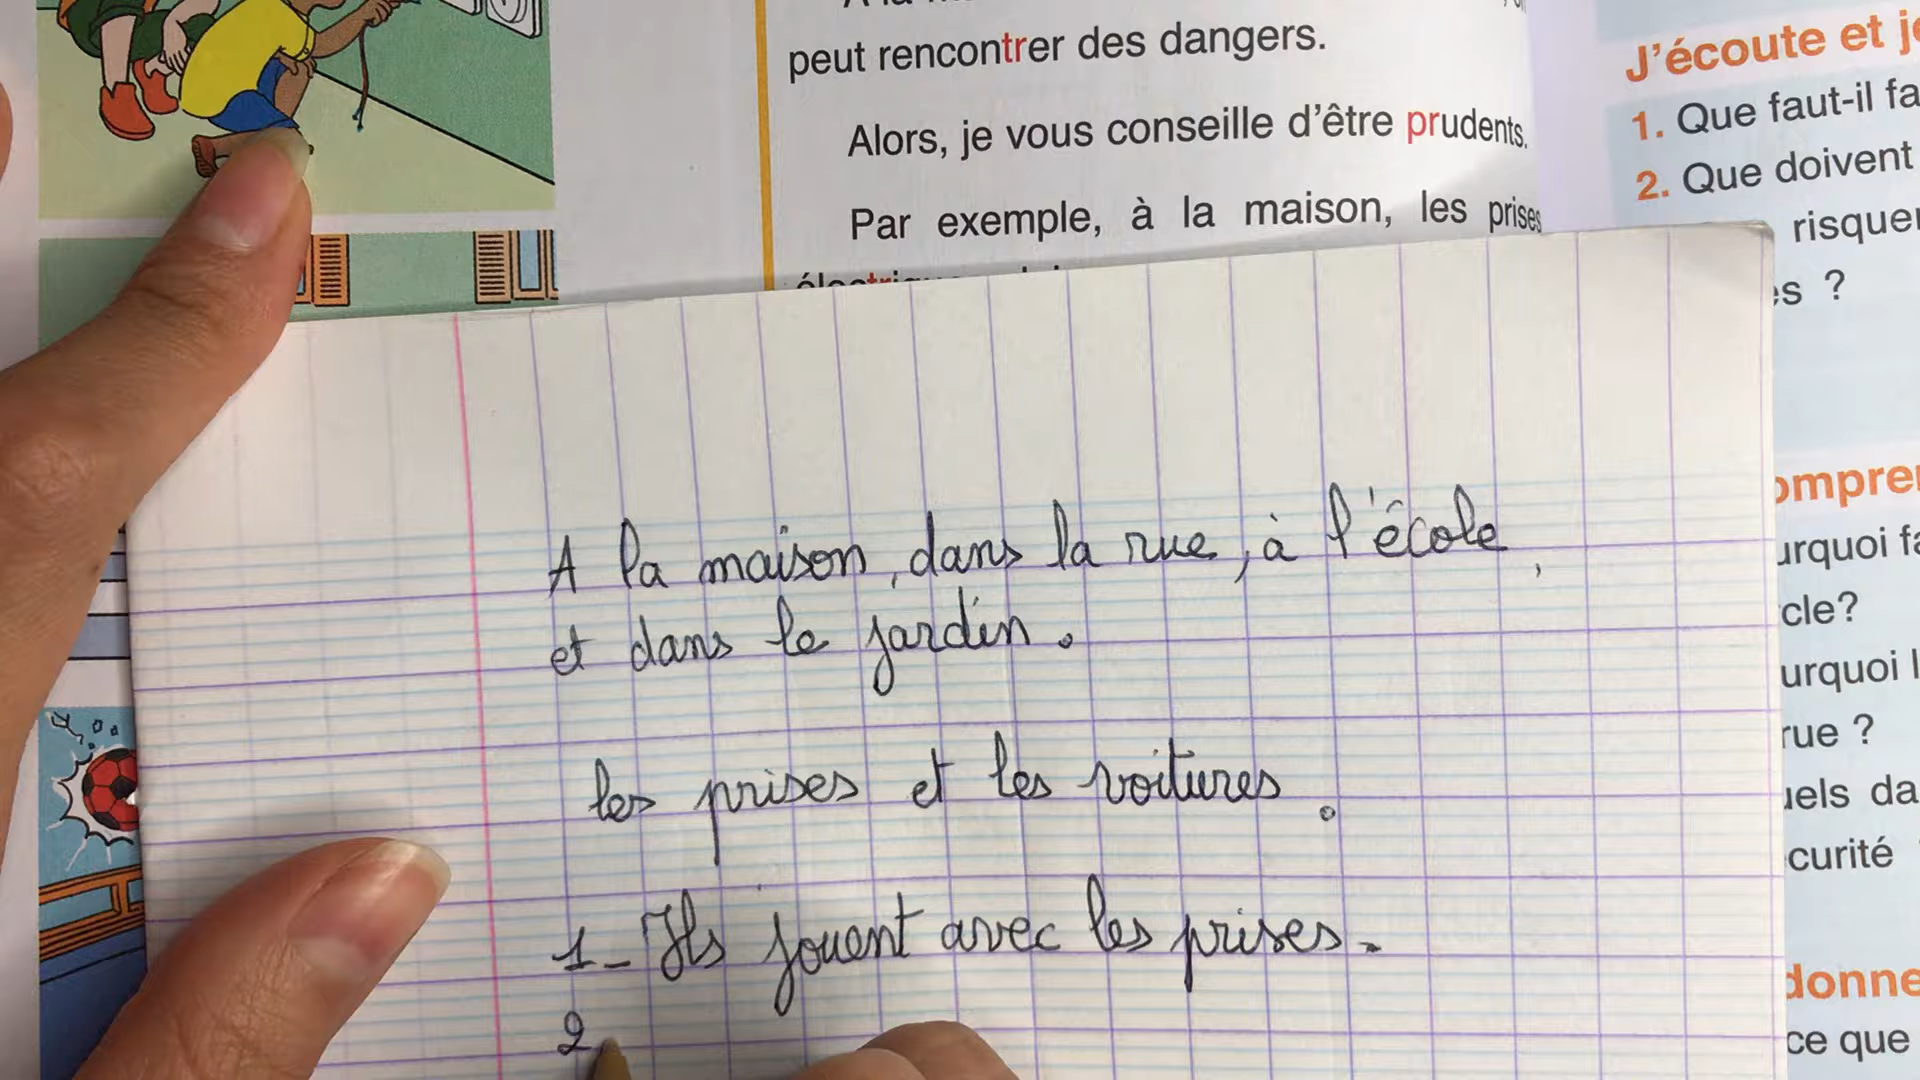 peut rencontrer des dangers.
Alors, je vous conseille d'être prudents.
Par exemple, à la maison, les prises
J'écoute et je
1. Que faut-il fa
2. Que doivent
risquer
es ?
A la maison, dans la rue, à l'école,
et dans le jardin.
les prises et les voitures.
1_ Ils jouent avec les prises.
2
ompre
urquoi fa
cle?
urquoi l
rue ?
uels da
curité
donne
ce que